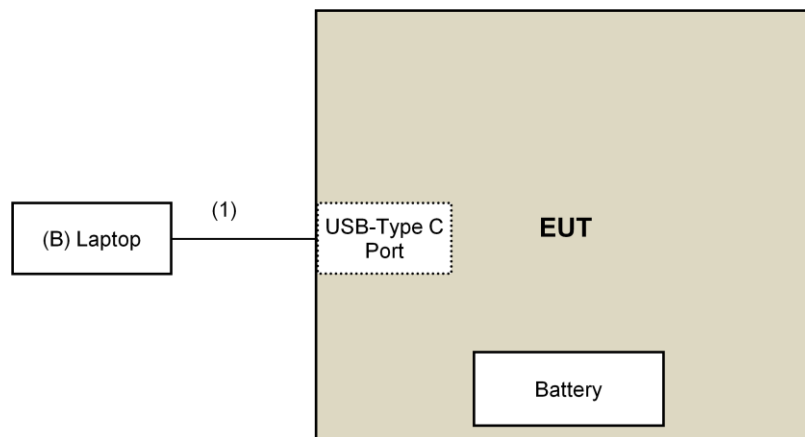 (1)
(B) Laptop
USB-Type C
Port
EUT
Battery